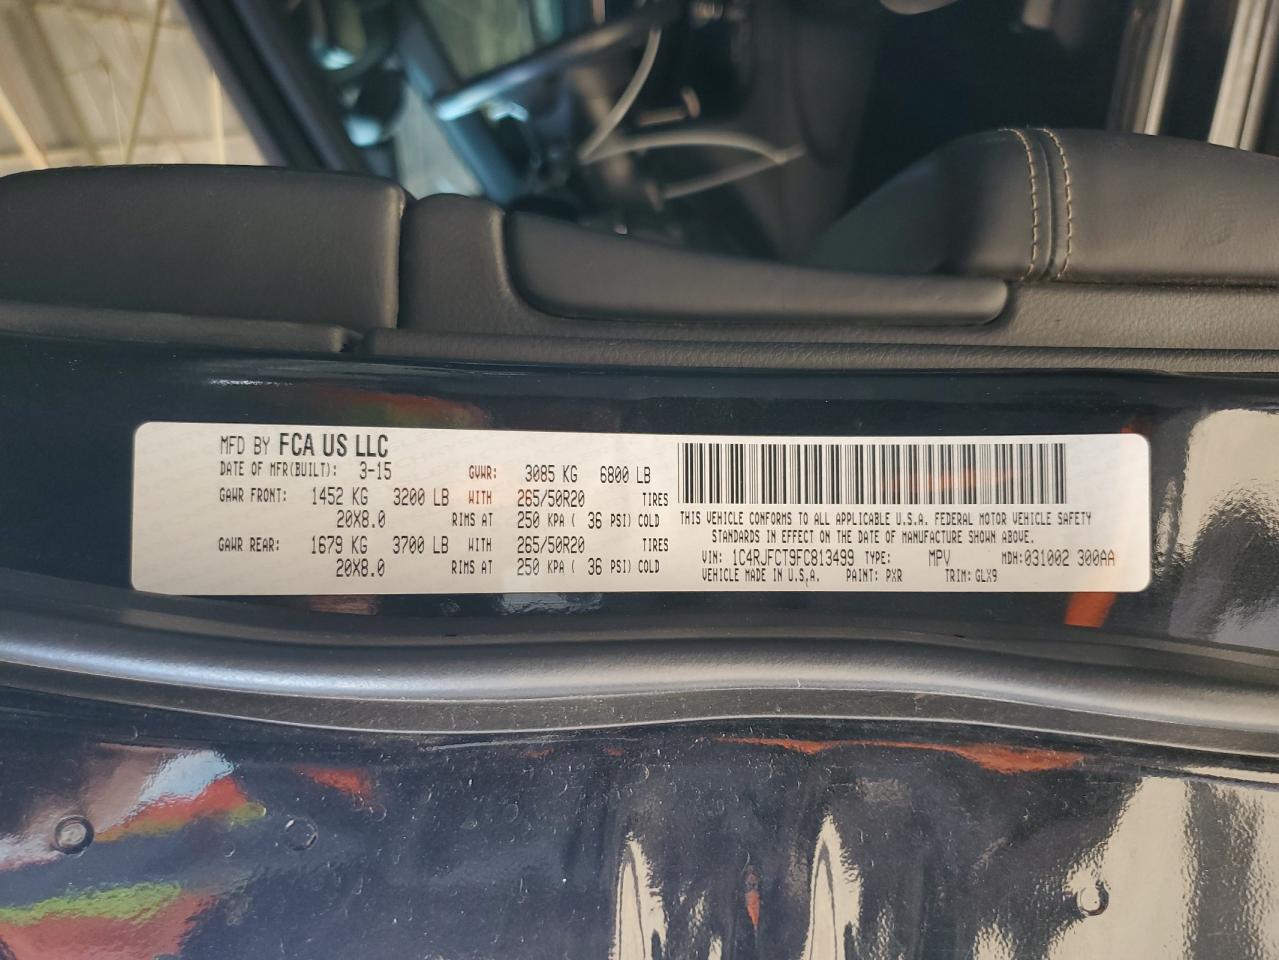 MFD BY FCA US LLC
DATE OF MFR(BUILT): 3-15 GVWR: 3085 KG 6800 LB
GAWR FRONT: 1452 KG 3200 LB WITH 265/50R20 TIRES
20X8.0 RIMS AT 250 KPA ( 36 PSI) COLD
GAWR REAR: 1679 KG 3700 LB WITH 265/50R20 TIRES
20X8.0 RIMS AT 250 KPA ( 36 PSI) COLD
THIS VEHICLE CONFORMS TO ALL APPLICABLE U.S.A. FEDERAL MOTOR VEHICLE SAFETY
STANDARDS IN EFFECT ON THE DATE OF MANUFACTURE SHOWN ABOVE.
VIN: 1C4RJFCT9FC813499 TYPE: MPV MDH: 031002 300AA
VEHICLE MADE IN U.S.A. PAINT: PXR TRIM: GLX9